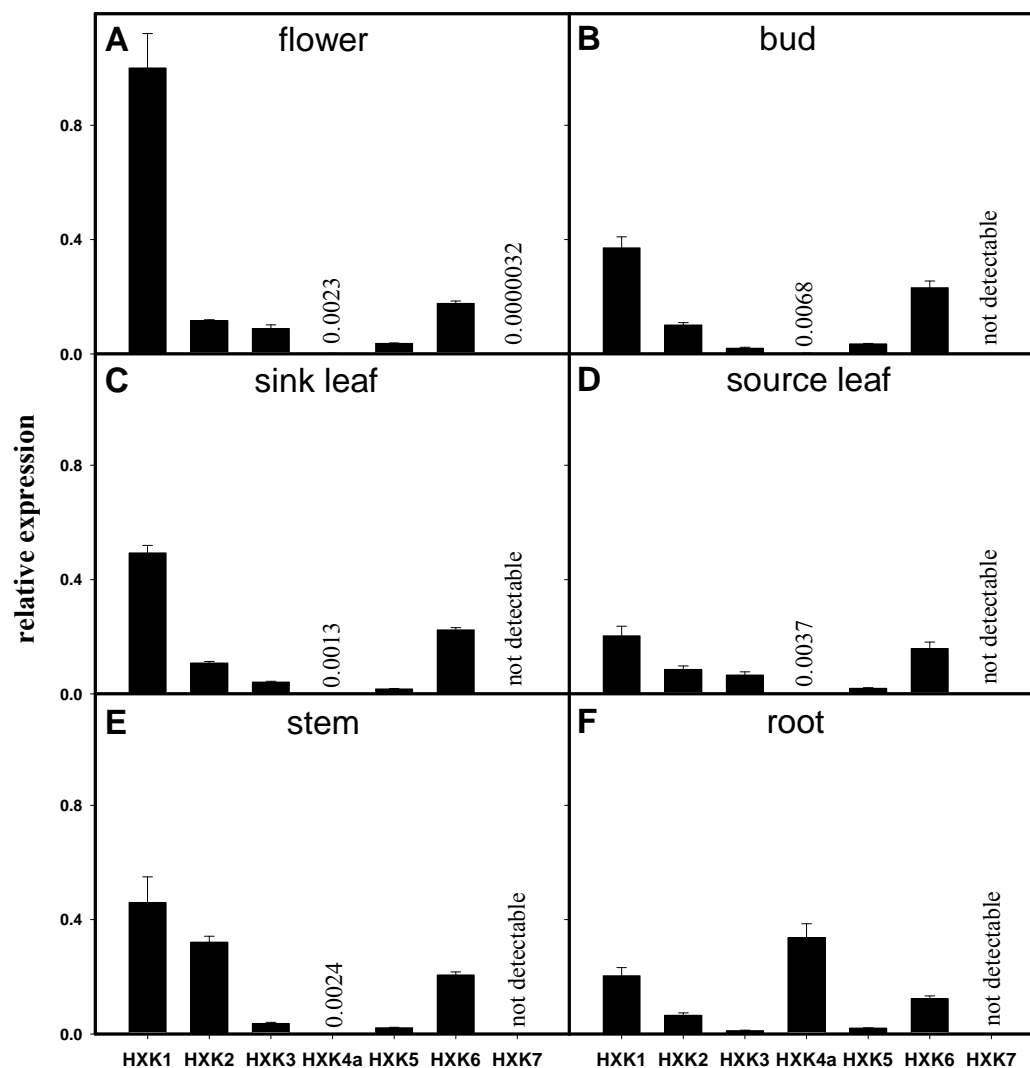 A flower
0.8
0.4
0.0
0.0023
0.0000032
B bud
0.0068
not detectable
C sink leaf
0.8
0.4
0.0
0.0013
not detectable
D source leaf
0.0037
not detectable
relative expression
E stem
0.8
0.4
0.0
0.0024
not detectable
F root
not detectable
HXK1 HXK2 HXK3 HXK4a HXK5 HXK6 HXK7
HXK1 HXK2 HXK3 HXK4a HXK5 HXK6 HXK7